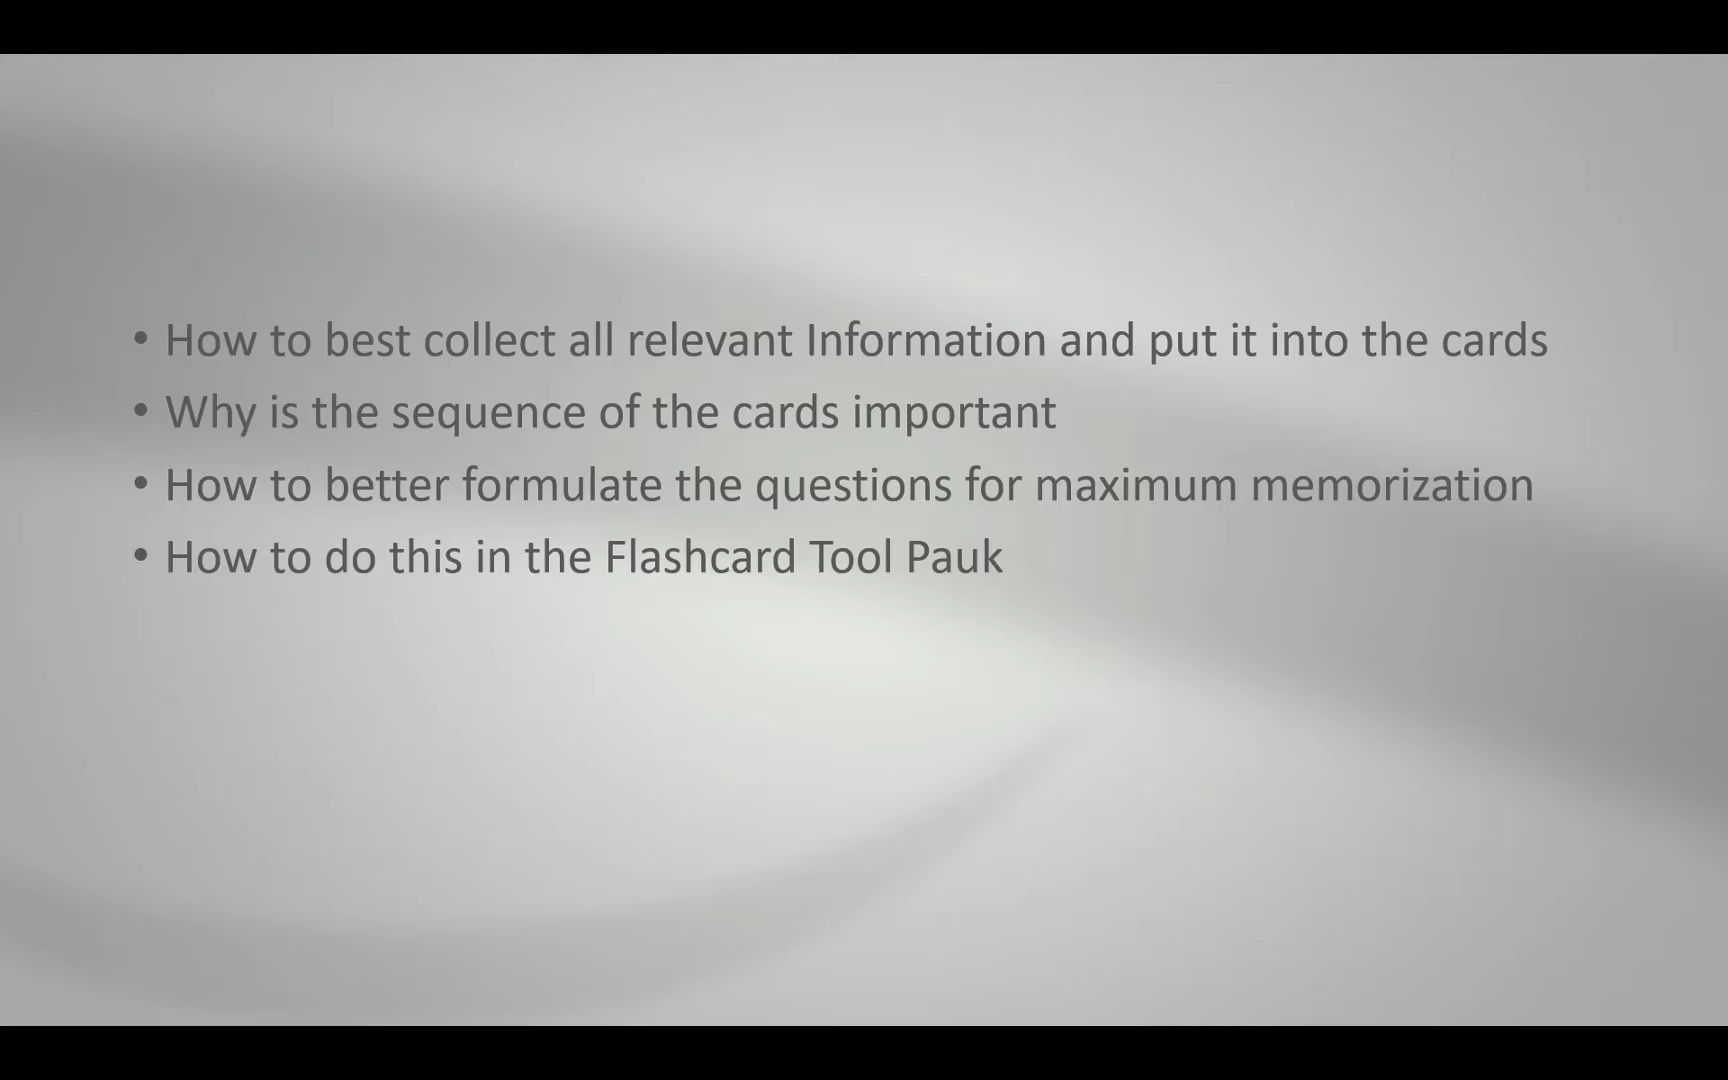 • How to best collect all relevant Information and put it into the cards
• Why is the sequence of the cards important
• How to better formulate the questions for maximum memorization
• How to do this in the Flashcard Tool Pauk